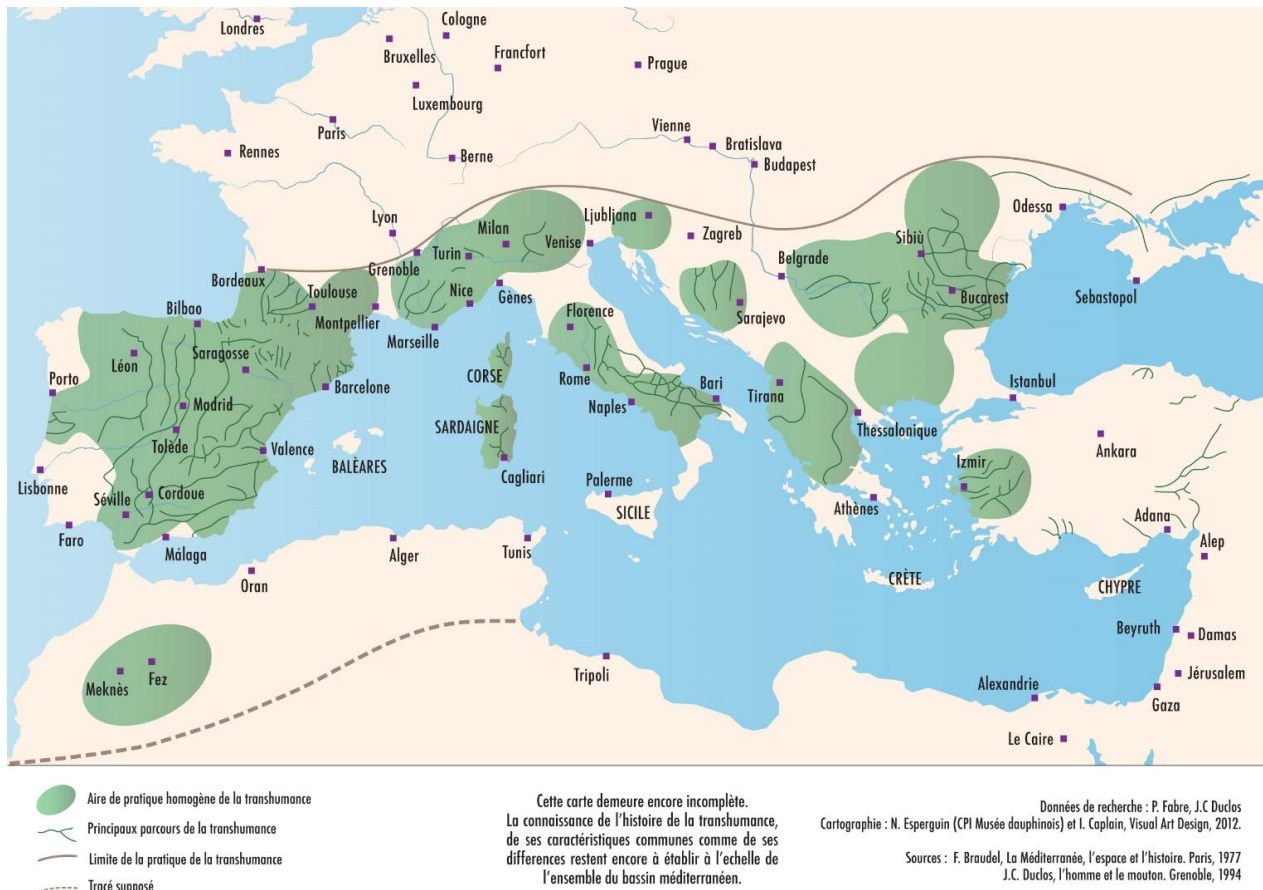 Londres
Cologne
Bruxelles
Francfort
Prague
Luxembourg
Paris
Vienne
Bratislava
Rennes
Berne
Budapest
Odessa
Lyon
Ljubljana
Milan
Zagreb
Sibiù
Grenoble
Turin
Venise
Belgrade
Bordeaux
Toulouse
Nice
Gènes
Bucarest
Sebastopol
Bilbao
Montpellier
Sarajevo
Marseille
Florence
Léon
Saragosse
CORSE
Porto
Barcelone
Rome
Bari
Tirana
Istanbul
Madrid
Naples
SARDAIGNE
Thessalonique
Tolède
Ankara
Valence
BALÈARES
Izmir
Lisbonne
Cordoue
Cagliari
Palerme
Séville
SICILE
Athènes
Adana
Faro
Málaga
Alger
Tunis
Alep
Oran
CRÈTE
CHYPRE
Beyruth
Damas
Fez
Meknès
Tripoli
Jérusalem
Alexandrie
Gaza
Le Caire
Aire de pratique homogène de la transhumance
Principaux parcours de la transhumance
Limite de la pratique de la transhumance
Tracé supposé
Cette carte demeure encore incomplète.
La connaissance de l'histoire de la transhumance,
de ses caractéristiques communes comme de ses
differences restent encore à établir à l'echelle de
l'ensemble du bassin méditerranéen.
Données de recherche : P. Fabre, J.C Duclos
Cartographie : N. Esperguin (CPI Musée dauphinois) et I. Caplain, Visual Art Design, 2012.
Sources : F. Braudel, La Méditerranée, l'espace et l'histoire. Paris, 1977
J.C. Duclos, l'homme et le mouton. Grenoble, 1994